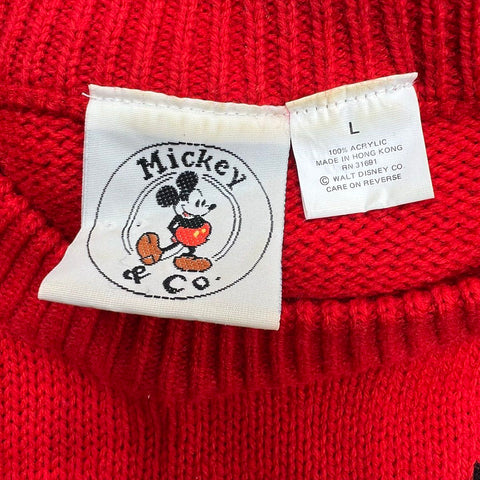 Mickey
& Co.
L
100% ACRYLIC
MADE IN HONG KONG
RN 31691
© WALT DISNEY CO
CARE ON REVERSE